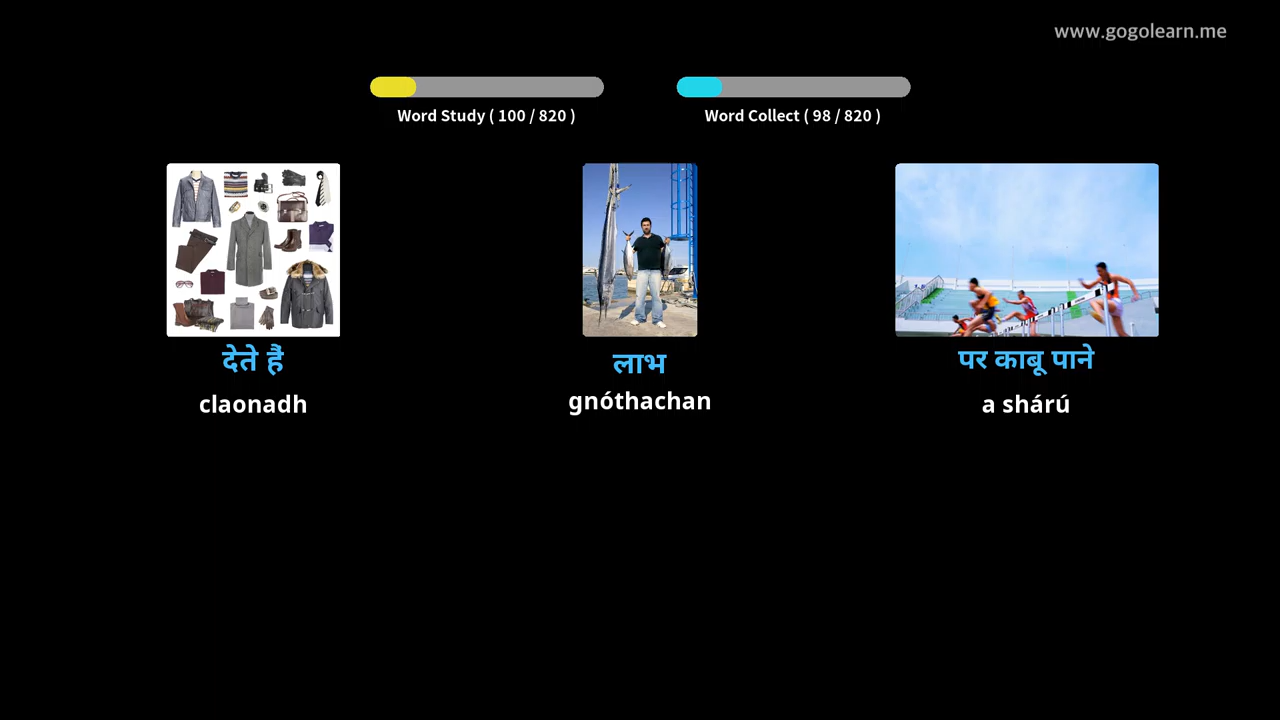 www.gogolearn.me
Word Study ( 100 / 820 )
Word Collect ( 98 / 820 )
देते हैं
लाभ
पर काबू पाने
claonadh
gnóthachan
a shárú